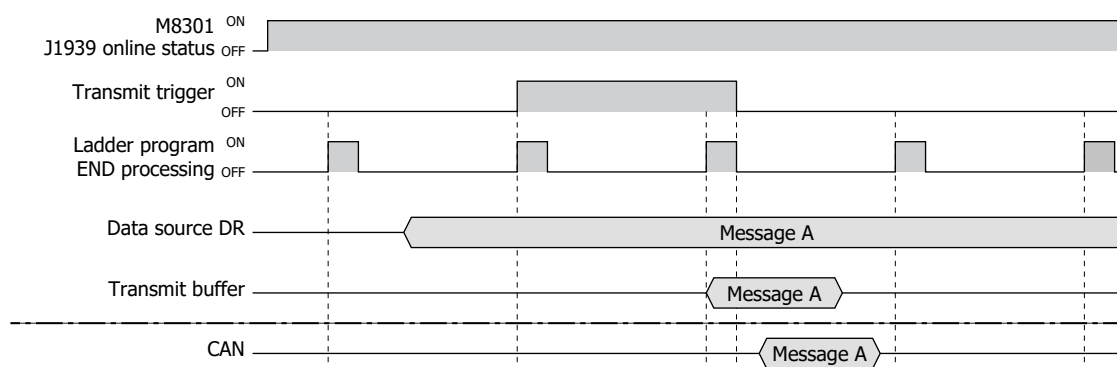 M8301 ON
J1939 online status OFF
Transmit trigger ON
OFF
Ladder program ON
END processing OFF
Data source DR Message A
Transmit buffer Message A
CAN Message A